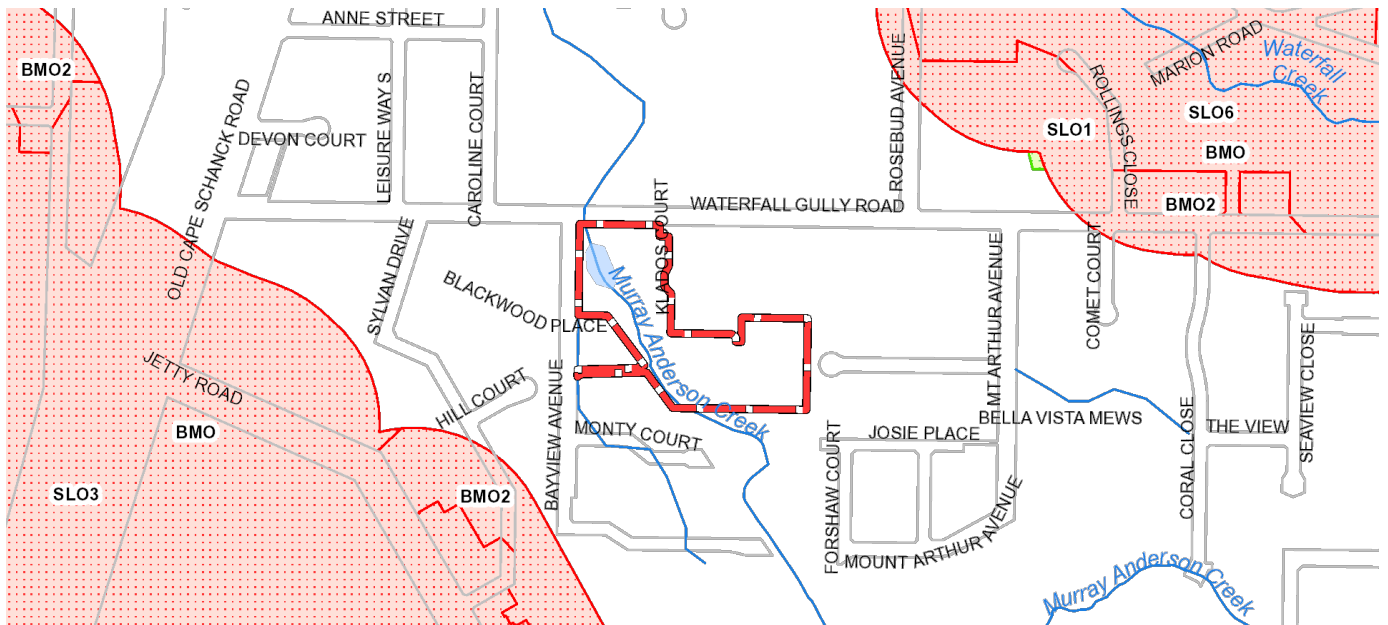 ANNE STREET
BMO2
OLD CAPE SCHANCK ROAD
DEVON COURT
LEISURE WAY S
CAROLINE COURT
ROSEBUD AVENUE
MARION ROAD
Waterfall
Creek
ROLLINGS CLOSE
SLO6
SLO1
BMO
BMO2
WATERFALL GULLY ROAD
KLADOS COURT
SYLVAN DRIVE
BLACKWOOD PLACE
Murray Anderson Creek
MT ARTHUR AVENUE
COMET COURT
SEAVIEW CLOSE
JETTY ROAD
HILL COURT
BAYVIEW AVENUE
BMO
MONTY COURT
JOSIE PLACE
BELLA VISTA MEWS
CORAL CLOSE
THE VIEW
SLO3
BMO2
FORSHAW COURT
MOUNT ARTHUR AVENUE
Murray Anderson Creek